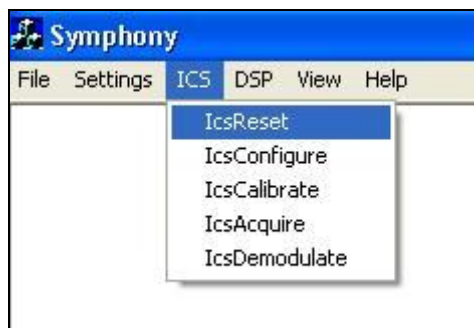 Symphony
File Settings ICS DSP View Help
IcsReset
IcsConfigure
IcsCalibrate
IcsAcquire
IcsDemodulate